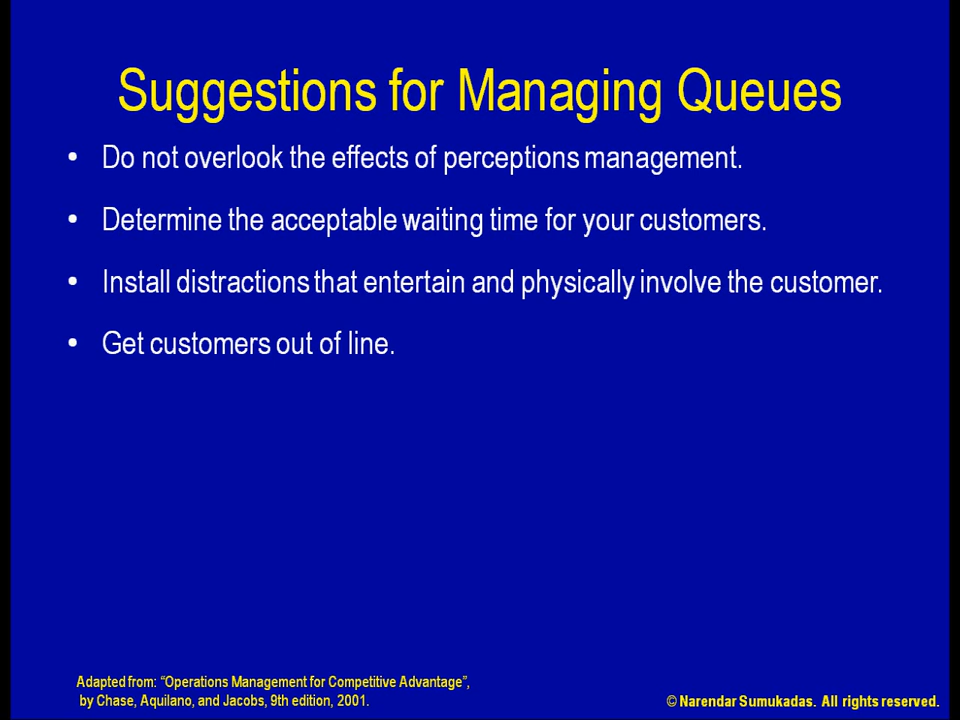 Suggestions for Managing Queues
• Do not overlook the effects of perceptions management.
• Determine the acceptable waiting time for your customers.
• Install distractions that entertain and physically involve the customer.
• Get customers out of line.
Adapted from: “Operations Management for Competitive Advantage”,
by Chase, Aquilano, and Jacobs, 9th edition, 2001.
© Narendar Sumukadas. All rights reserved.